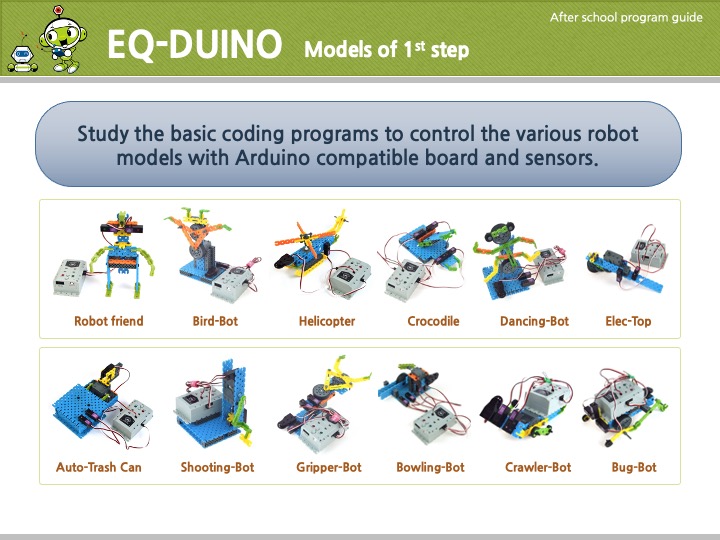 After school program guide
EQ-DUINO Models of 1st step
Study the basic coding programs to control the various robot
models with Arduino compatible board and sensors.
Robot friend Bird-Bot Helicopter Crocodile Dancing-Bot Elec-Top
Auto-Trash Can Shooting-Bot Gripper-Bot Bowling-Bot Crawler-Bot Bug-Bot